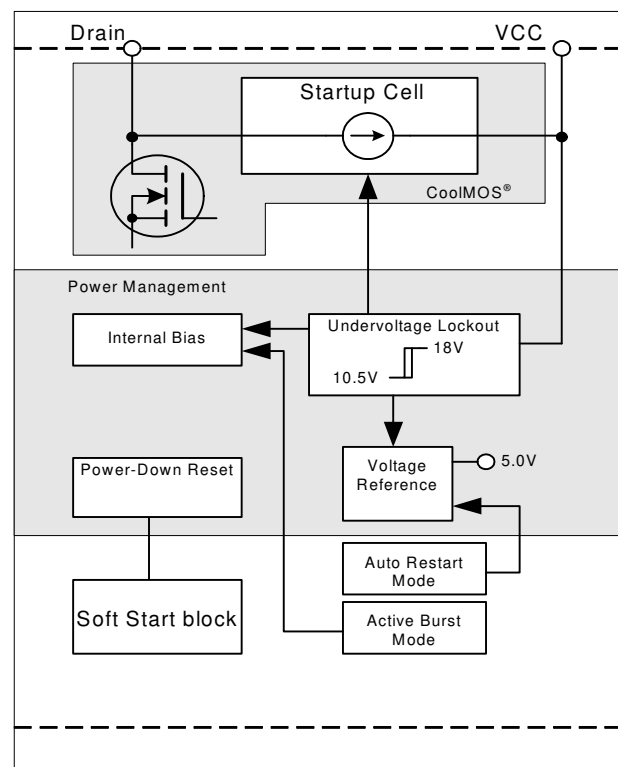 Drain
VCC
Startup Cell
CoolMOS®
Power Management
Internal Bias
Undervoltage Lockout
18V
10.5V
Power-Down Reset
Voltage
Reference
5.0V
Auto Restart
Mode
Soft Start block
Active Burst
Mode